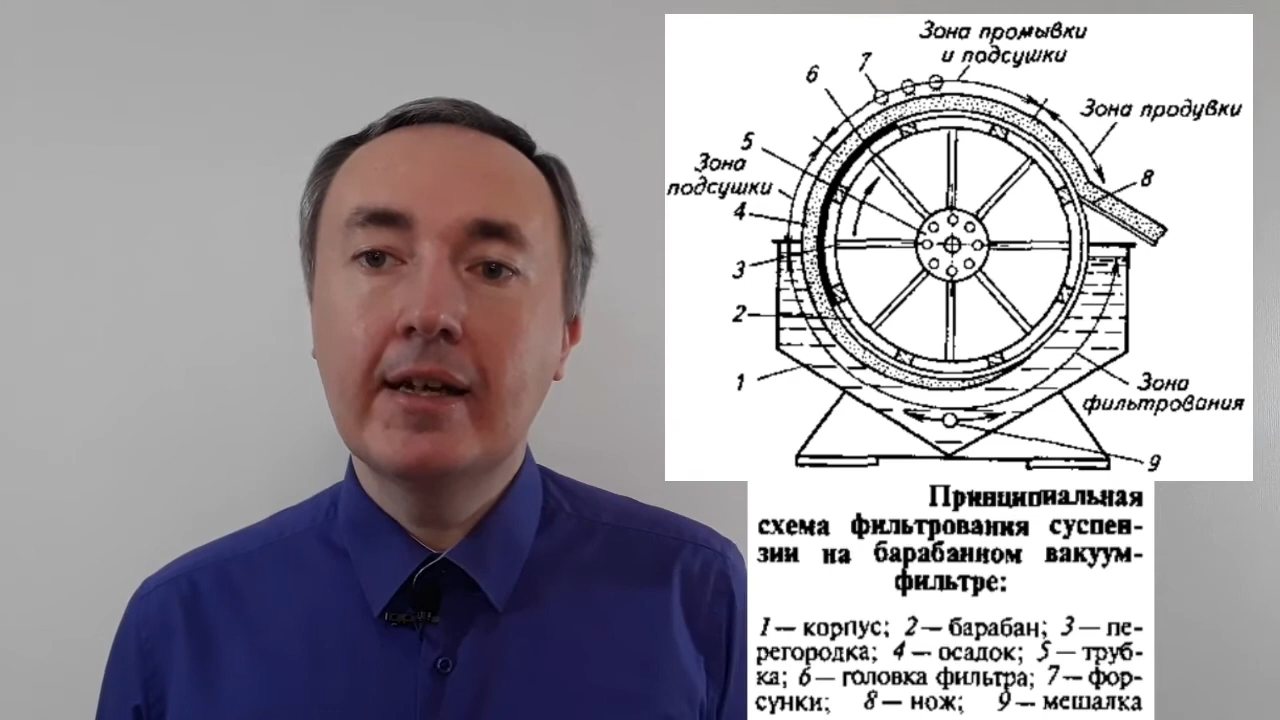 Зона промывки
и подсушки
7
6
Зона продувки
5
Зона
подсушки
8
4
3
2
1
Зона
фильтрования
9
Принципиальная
схема фильтрования суспен-
зии на барабанном вакуум-
фильтре:
1 — корпус; 2 — барабан; 3 — пе-
регородка; 4 — осадок; 5 — труб-
ка; 6 — головка фильтра; 7 — фор-
сунки; 8 — нож; 9 — мешалка